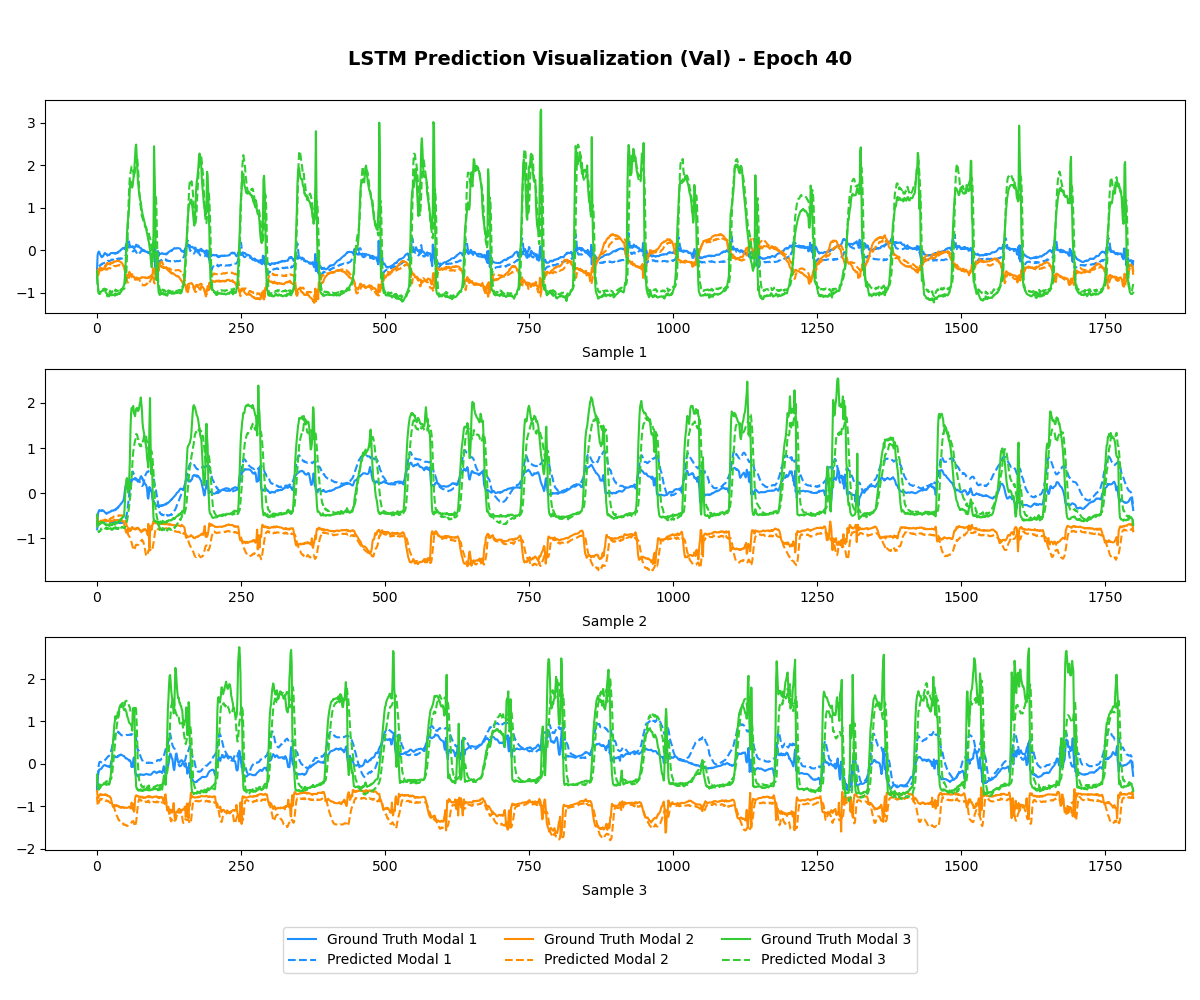 LSTM Prediction Visualization (Val) - Epoch 40
3
2
1
0
−1
0 250 500 750 1000 1250 1500 1750
Sample 1
2
1
0
−1
0 250 500 750 1000 1250 1500 1750
Sample 2
2
1
0
−1
−2
0 250 500 750 1000 1250 1500 1750
Sample 3
Ground Truth Modal 1 Ground Truth Modal 2 Ground Truth Modal 3
Predicted Modal 1 Predicted Modal 2 Predicted Modal 3